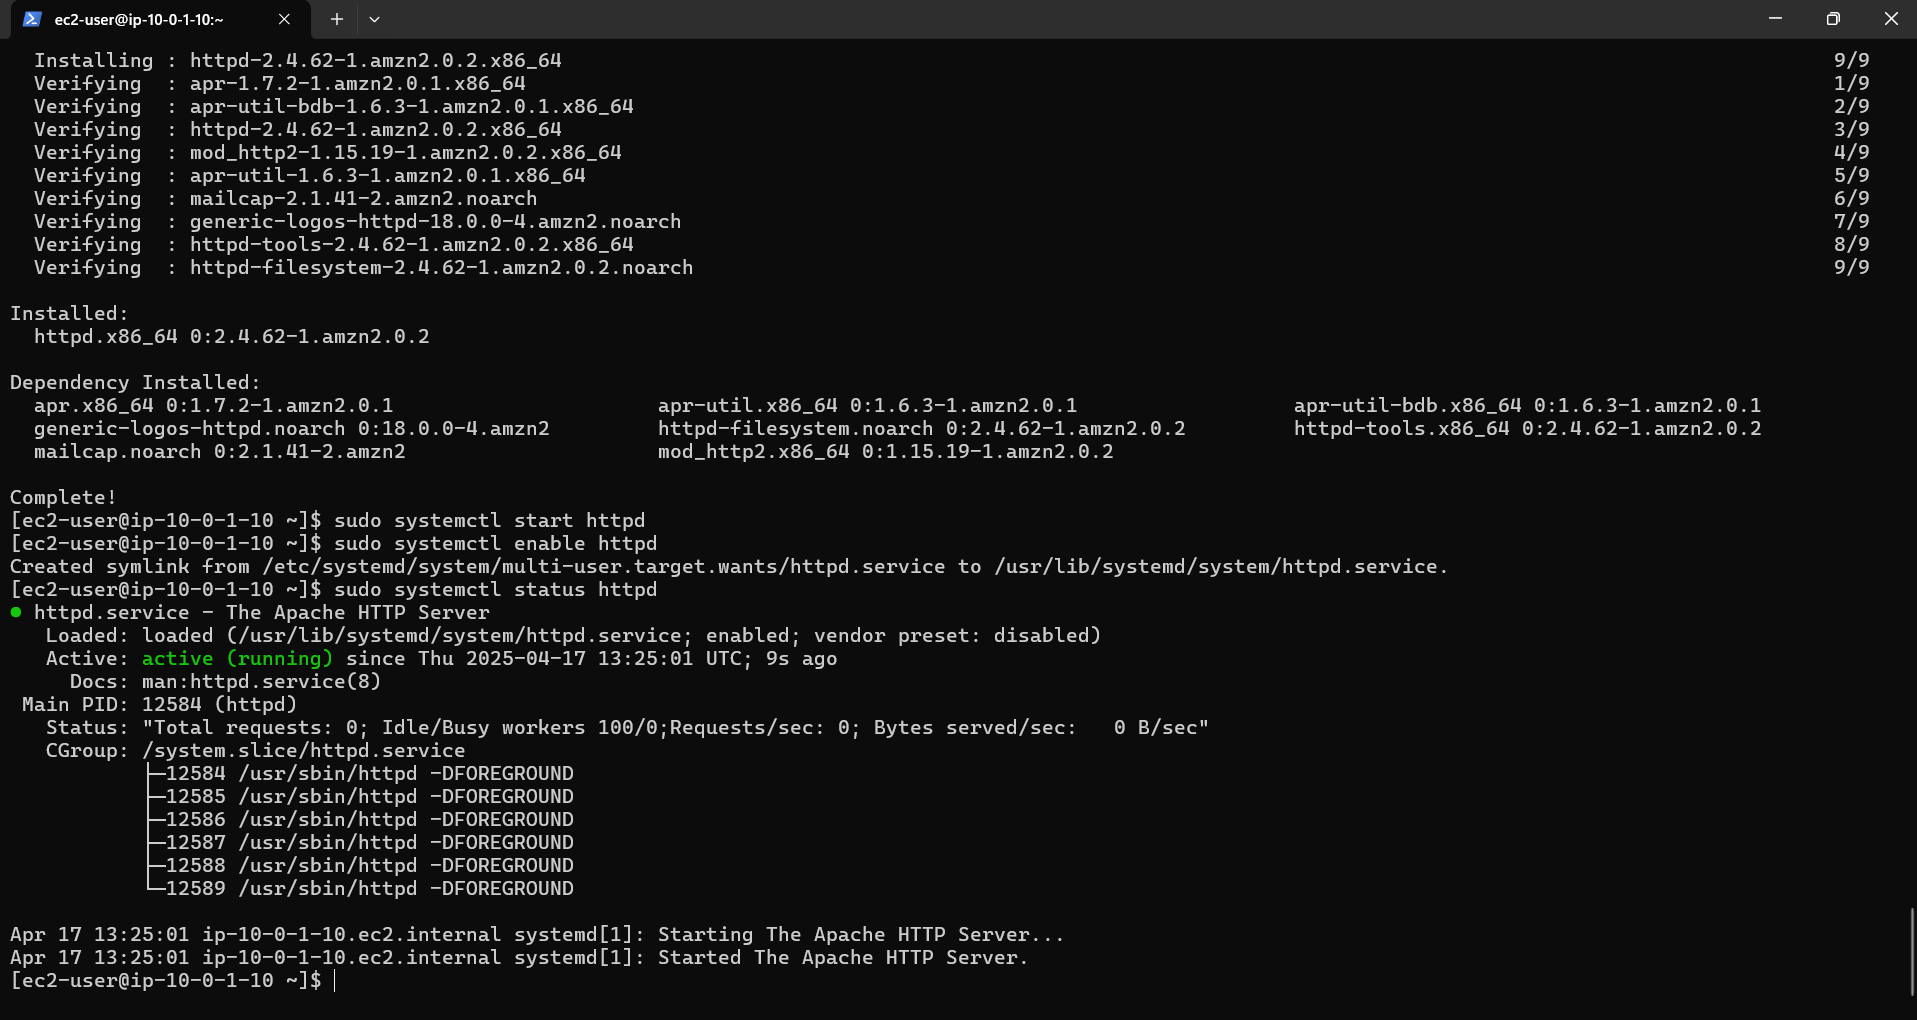 ec2-user@ip-10-0-1-10:~
Installing : httpd-2.4.62-1.amzn2.0.2.x86_64 9/9
Verifying : apr-1.7.2-1.amzn2.0.1.x86_64 1/9
Verifying : apr-util-bdb-1.6.3-1.amzn2.0.1.x86_64 2/9
Verifying : httpd-2.4.62-1.amzn2.0.2.x86_64 3/9
Verifying : mod_http2-1.15.19-1.amzn2.0.2.x86_64 4/9
Verifying : apr-util-1.6.3-1.amzn2.0.1.x86_64 5/9
Verifying : mailcap-2.1.41-2.amzn2.noarch 6/9
Verifying : generic-logos-httpd-18.0.0-4.amzn2.noarch 7/9
Verifying : httpd-tools-2.4.62-1.amzn2.0.2.x86_64 8/9
Verifying : httpd-filesystem-2.4.62-1.amzn2.0.2.noarch 9/9
Installed:
httpd.x86_64 0:2.4.62-1.amzn2.0.2
Dependency Installed:
apr.x86_64 0:1.7.2-1.amzn2.0.1 apr-util.x86_64 0:1.6.3-1.amzn2.0.1 apr-util-bdb.x86_64 0:1.6.3-1.amzn2.0.1
generic-logos-httpd.noarch 0:18.0.0-4.amzn2 httpd-filesystem.noarch 0:2.4.62-1.amzn2.0.2 httpd-tools.x86_64 0:2.4.62-1.amzn2.0.2
mailcap.noarch 0:2.1.41-2.amzn2 mod_http2.x86_64 0:1.15.19-1.amzn2.0.2
Complete!
[ec2-user@ip-10-0-1-10 ~]$ sudo systemctl start httpd
[ec2-user@ip-10-0-1-10 ~]$ sudo systemctl enable httpd
Created symlink from /etc/systemd/system/multi-user.target.wants/httpd.service to /usr/lib/systemd/system/httpd.service.
[ec2-user@ip-10-0-1-10 ~]$ sudo systemctl status httpd
● httpd.service - The Apache HTTP Server
Loaded: loaded (/usr/lib/systemd/system/httpd.service; enabled; vendor preset: disabled)
Active: active (running) since Thu 2025-04-17 13:25:01 UTC; 9s ago
Docs: man:httpd.service(8)
Main PID: 12584 (httpd)
Status: "Total requests: 0; Idle/Busy workers 100/0;Requests/sec: 0; Bytes served/sec:   0 B/sec"
CGroup: /system.slice/httpd.service
├─12584 /usr/sbin/httpd -DFOREGROUND
├─12585 /usr/sbin/httpd -DFOREGROUND
├─12586 /usr/sbin/httpd -DFOREGROUND
├─12587 /usr/sbin/httpd -DFOREGROUND
├─12588 /usr/sbin/httpd -DFOREGROUND
└─12589 /usr/sbin/httpd -DFOREGROUND
Apr 17 13:25:01 ip-10-0-1-10.ec2.internal systemd[1]: Starting The Apache HTTP Server...
Apr 17 13:25:01 ip-10-0-1-10.ec2.internal systemd[1]: Started The Apache HTTP Server.
[ec2-user@ip-10-0-1-10 ~]$